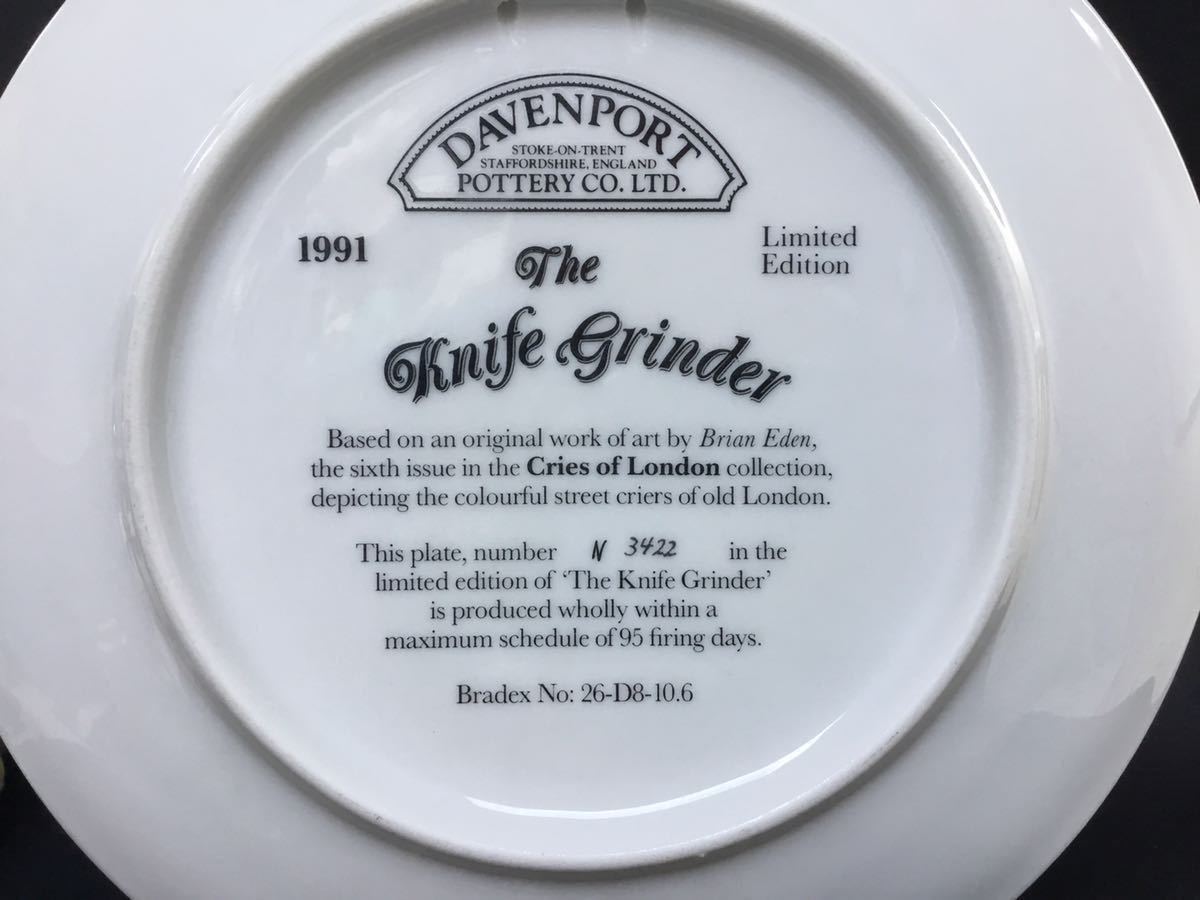 DAVENPORT
STOKE-ON-TRENT
STAFFORDSHIRE, ENGLAND
POTTERY CO. LTD.
1991
Limited
Edition
The
Knife Grinder
Based on an original work of art by Brian Eden,
the sixth issue in the Cries of London collection,
depicting the colourful street criers of old London.
This plate, number N 3422 in the
limited edition of ‘The Knife Grinder’
is produced wholly within a
maximum schedule of 95 firing days.
Bradex No: 26-D8-10.6